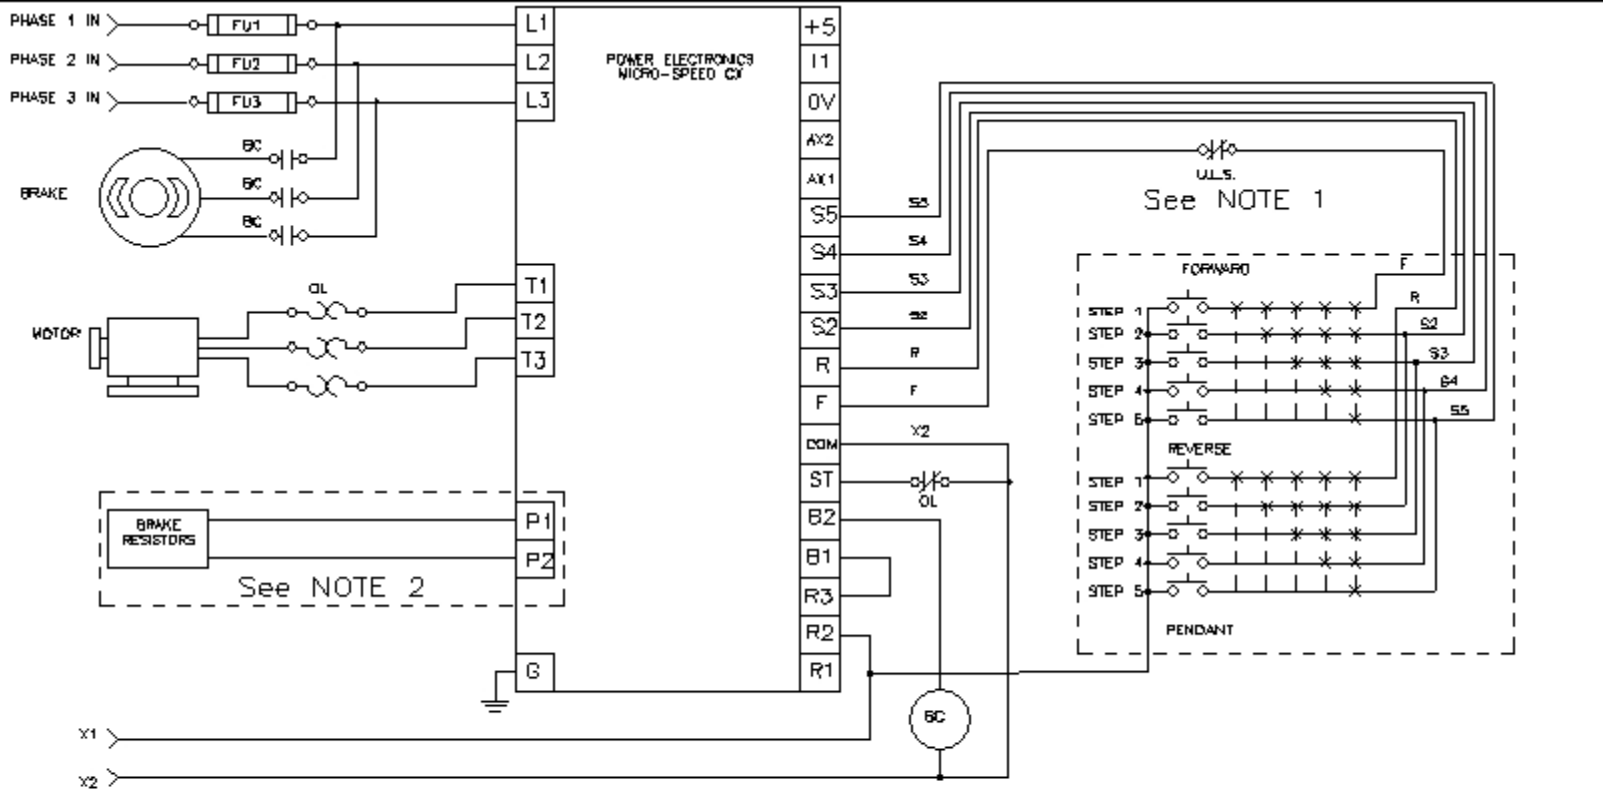 PHASE 1 IN
FU1
L1
PHASE 2 IN
FU2
L2
PHASE 3 IN
FU3
L3
POWER ELECTRONICS
MICRO-SPEED CX
BRAKE
BC
BC
BC
MOTOR
OL
T1
T2
T3
BRAKE
RESISTORS
P1
P2
See NOTE 2
G
X1
X2
+5
I1
0V
AX2
AX1
S5
S4
S3
S2
R
F
COM
ST
B2
B1
R3
R2
R1
S5
S4
S3
S2
R
F
X2
OL
BC
U.L.S.
See NOTE 1
FORWARD
STEP 1
STEP 2
STEP 3
STEP 4
STEP 5
F
R
S2
S3
S4
S5
REVERSE
STEP 1
STEP 2
STEP 3
STEP 4
STEP 5
PENDANT